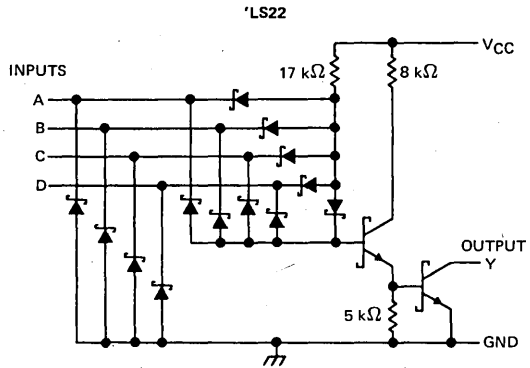 'LS22
VCC
17 kΩ
8 kΩ
INPUTS
A
B
C
D
OUTPUT
Y
5 kΩ
GND